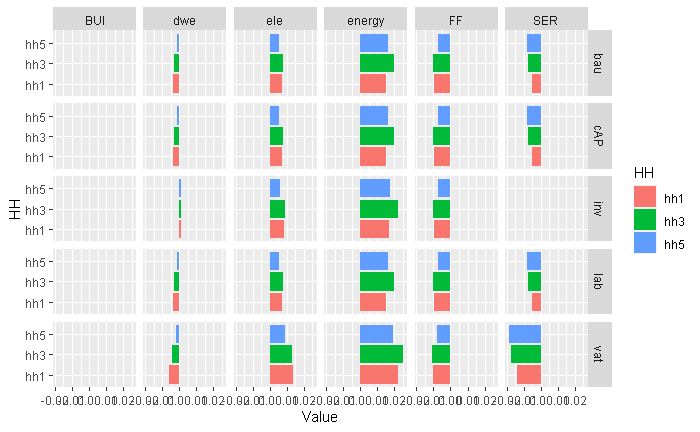 BUI dwe ele energy FF SER
hh5
hh3
hh1
bau
hh5
hh3
hh1
cAP
hh5
hh3
hh1
inv
hh5
hh3
hh1
lab
hh5
hh3
hh1
vat
HH
Value
HH
hh1
hh3
hh5